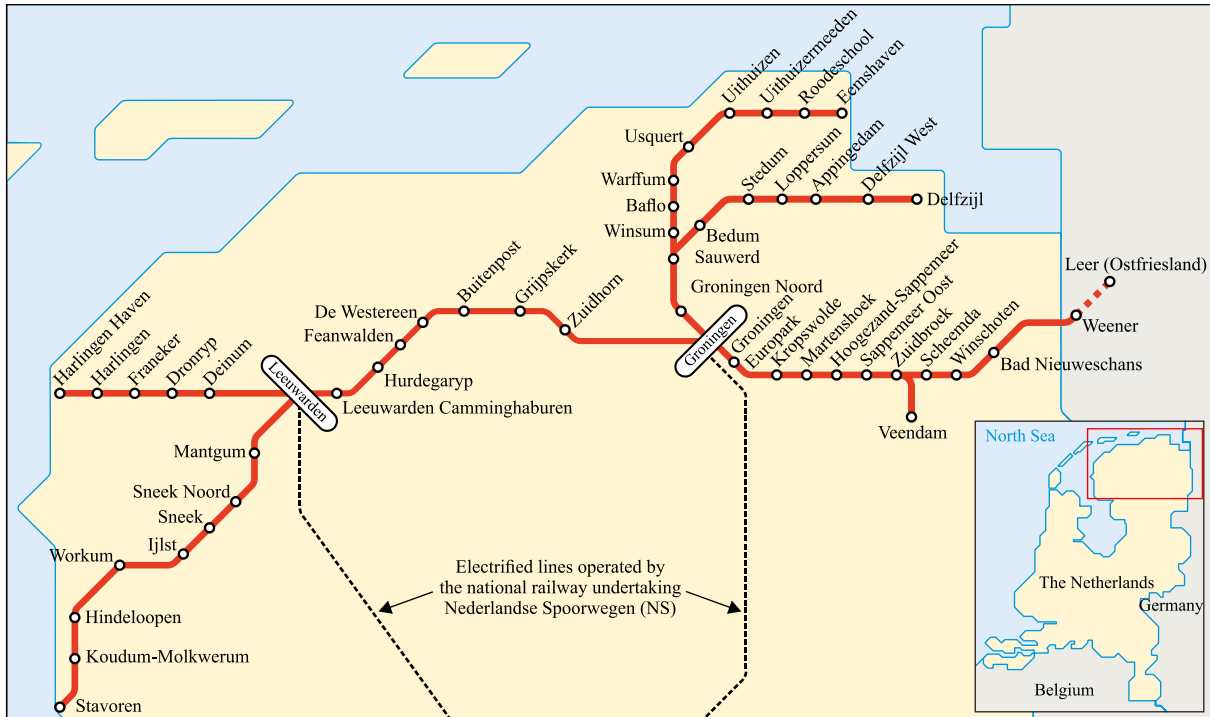 Uithuizen
Uithuizermeeden
Roodeschool
Eemshaven
Usquert
Warffum
Baflo
Winsum
Stedum
Loppersum
Appingedam
Delfzijl West
Delfzijl
Bedum
Sauwerd
Groningen Noord
Leer (Ostfriesland)
Weener
Buitenpost
Grijpskerk
Zuidhorn
De Westereen
Feanwalden
Hurdegaryp
Groningen
Groningen
Europark
Kropswolde
Martenshoek
Hoogezand-Sappemeer
Sappemeer Oost
Zuidbroek
Scheemda
Winschoten
Bad Nieuweschans
Veendam
Harlingen Haven
Harlingen
Franeker
Dronryp
Deinum
Leeuwarden
Leeuwarden Camminghaburen
Mantgum
Sneek Noord
Sneek
Ijlst
Workum
Hindeloopen
Koudum-Molkwerum
Stavoren
Electrified lines operated by
the national railway undertaking
Nederlandse Spoorwegen (NS)
North Sea
The Netherlands
Germany
Belgium